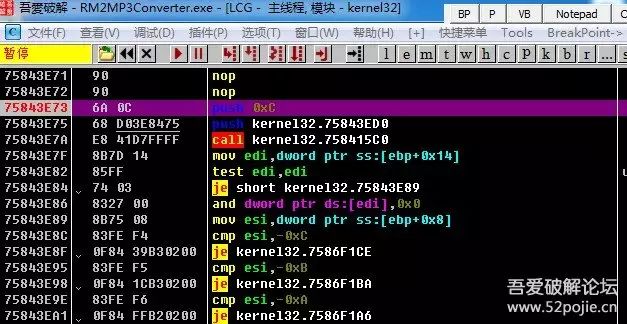 吾爱破解 - RM2MP3Converter.exe - [LCG - 主线程, 模块 - kernel32]
BP P VB Notepad
C 文件(F) 查看(V) 调试(D) 插件(P) 选项(T) 窗口(W) 帮助(H) [+] 快捷菜单 Tools BreakPoint->
暂停 l e m t w h c p k b r ... s
75843E71 90 nop
75843E72 90 nop
75843E73 6A 0C push 0xC
75843E75 68 D03E8475 push kernel32.75843ED0
75843E7A E8 41D7FFFF call kernel32.758415C0
75843E7F 8B7D 14 mov edi,dword ptr ss:[ebp+0x14]
75843E82 85FF test edi,edi
75843E84 74 03 je short kernel32.75843E89
75843E86 8327 00 and dword ptr ds:[edi],0x0
75843E89 8B75 08 mov esi,dword ptr ss:[ebp+0x8]
75843E8C 83FE F4 cmp esi,-0xC
75843E8F 0F84 39B30200 je kernel32.7586F1CE
75843E95 83FE F5 cmp esi,-0xB
75843E98 0F84 1CB30200 je kernel32.7586F1BA
75843E9E 83FE F6 cmp esi,-0xA
75843EA1 0F84 FFB20200 je kernel32.7586F1A6
吾爱破解论坛
www.52pojie.cn